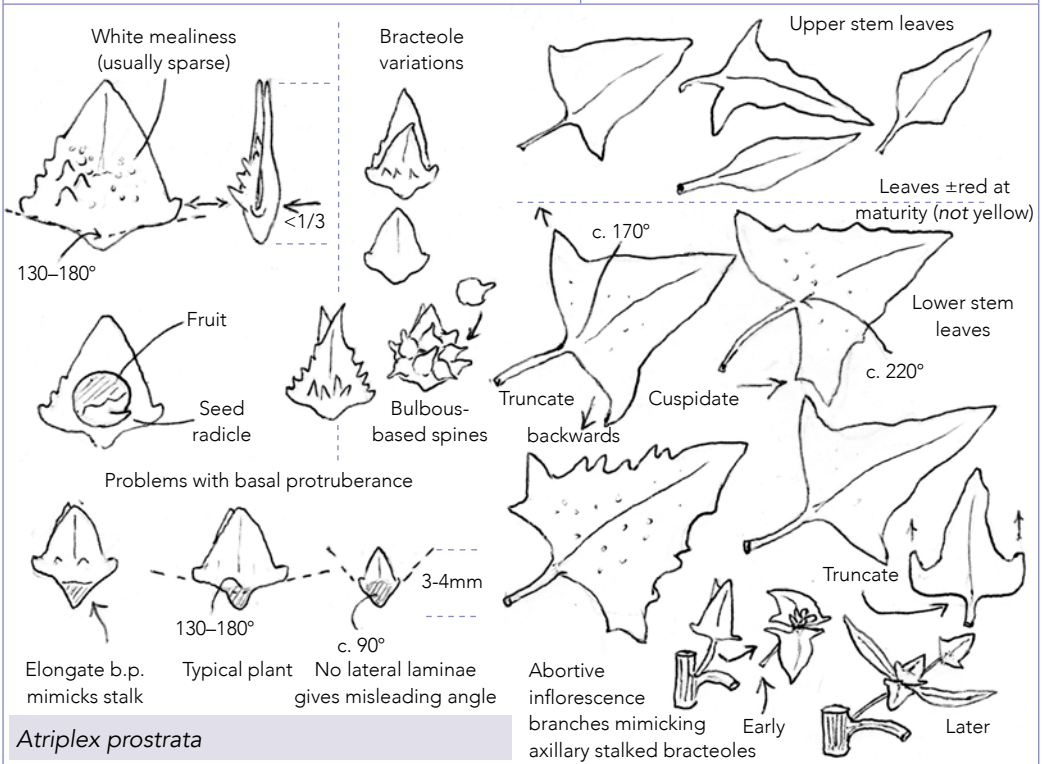 White mealiness
(usually sparse)
<1/3
130–180°
Bracteole
variations
Fruit
Seed
radicle
Bulbous-
based spines
Problems with basal protruberance
130–180°
c. 90°
3-4mm
Elongate b.p.
mimicks stalk
Typical plant
No lateral laminae
gives misleading angle
Atriplex prostrata
Upper stem leaves
Leaves ±red at
maturity (not yellow)
c. 170°
Lower stem
leaves
c. 220°
Truncate
Cuspidate
backwards
Truncate
Abortive
inflorescence
branches mimicking
axillary stalked bracteoles
Early
Later